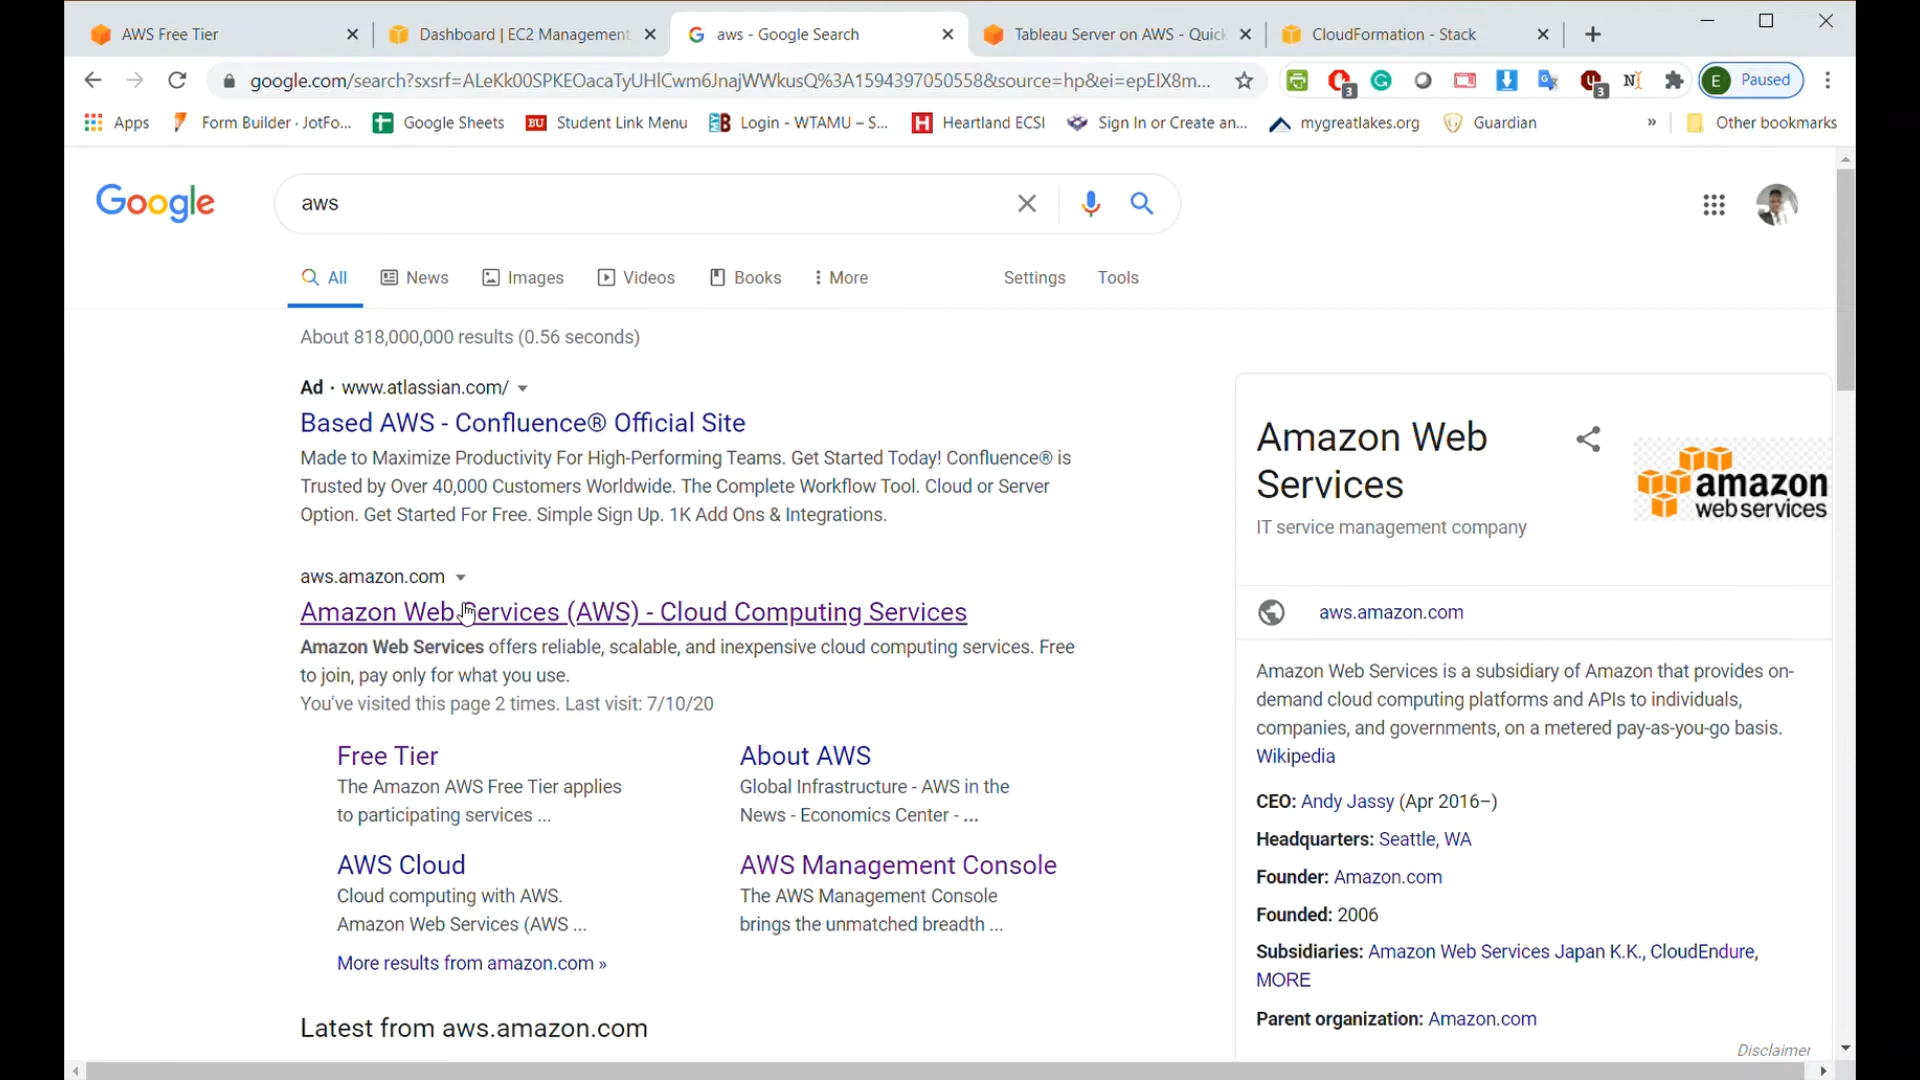 AWS Free Tier
Dashboard | EC2 Management
aws - Google Search
Tableau Server on AWS - Quick
CloudFormation - Stack
google.com/search?sxsrf=ALeKk00SPKEOacaTyUHlCwm6JnajWWkusQ%3A1594397050558&source=hp&ei=epEIX8m...
3
3
E Paused
Apps
Form Builder · JotFo...
Google Sheets
BU Student Link Menu
Login - WTAMU – S...
H Heartland ECSI
Sign In or Create an...
mygreatlakes.org
Guardian
»
Other bookmarks
Google
aws
All
News
Images
Videos
Books
More
Settings
Tools
About 818,000,000 results (0.56 seconds)
Ad · www.atlassian.com/
Based AWS - Confluence® Official Site
Made to Maximize Productivity For High-Performing Teams. Get Started Today! Confluence® is
Trusted by Over 40,000 Customers Worldwide. The Complete Workflow Tool. Cloud or Server
Option. Get Started For Free. Simple Sign Up. 1K Add Ons & Integrations.
aws.amazon.com
Amazon Web Services (AWS) - Cloud Computing Services
Amazon Web Services offers reliable, scalable, and inexpensive cloud computing services. Free
to join, pay only for what you use.
You've visited this page 2 times. Last visit: 7/10/20
Free Tier
The Amazon AWS Free Tier applies
to participating services ...
About AWS
Global Infrastructure - AWS in the
News - Economics Center - ...
AWS Cloud
Cloud computing with AWS.
Amazon Web Services (AWS ...
AWS Management Console
The AWS Management Console
brings the unmatched breadth ...
More results from amazon.com »
Latest from aws.amazon.com
Amazon Web
Services
IT service management company
amazon
webservices
aws.amazon.com
Amazon Web Services is a subsidiary of Amazon that provides on-
demand cloud computing platforms and APIs to individuals,
companies, and governments, on a metered pay-as-you-go basis.
Wikipedia
CEO: Andy Jassy (Apr 2016–)
Headquarters: Seattle, WA
Founder: Amazon.com
Founded: 2006
Subsidiaries: Amazon Web Services Japan K.K., CloudEndure,
MORE
Parent organization: Amazon.com
Disclaimer